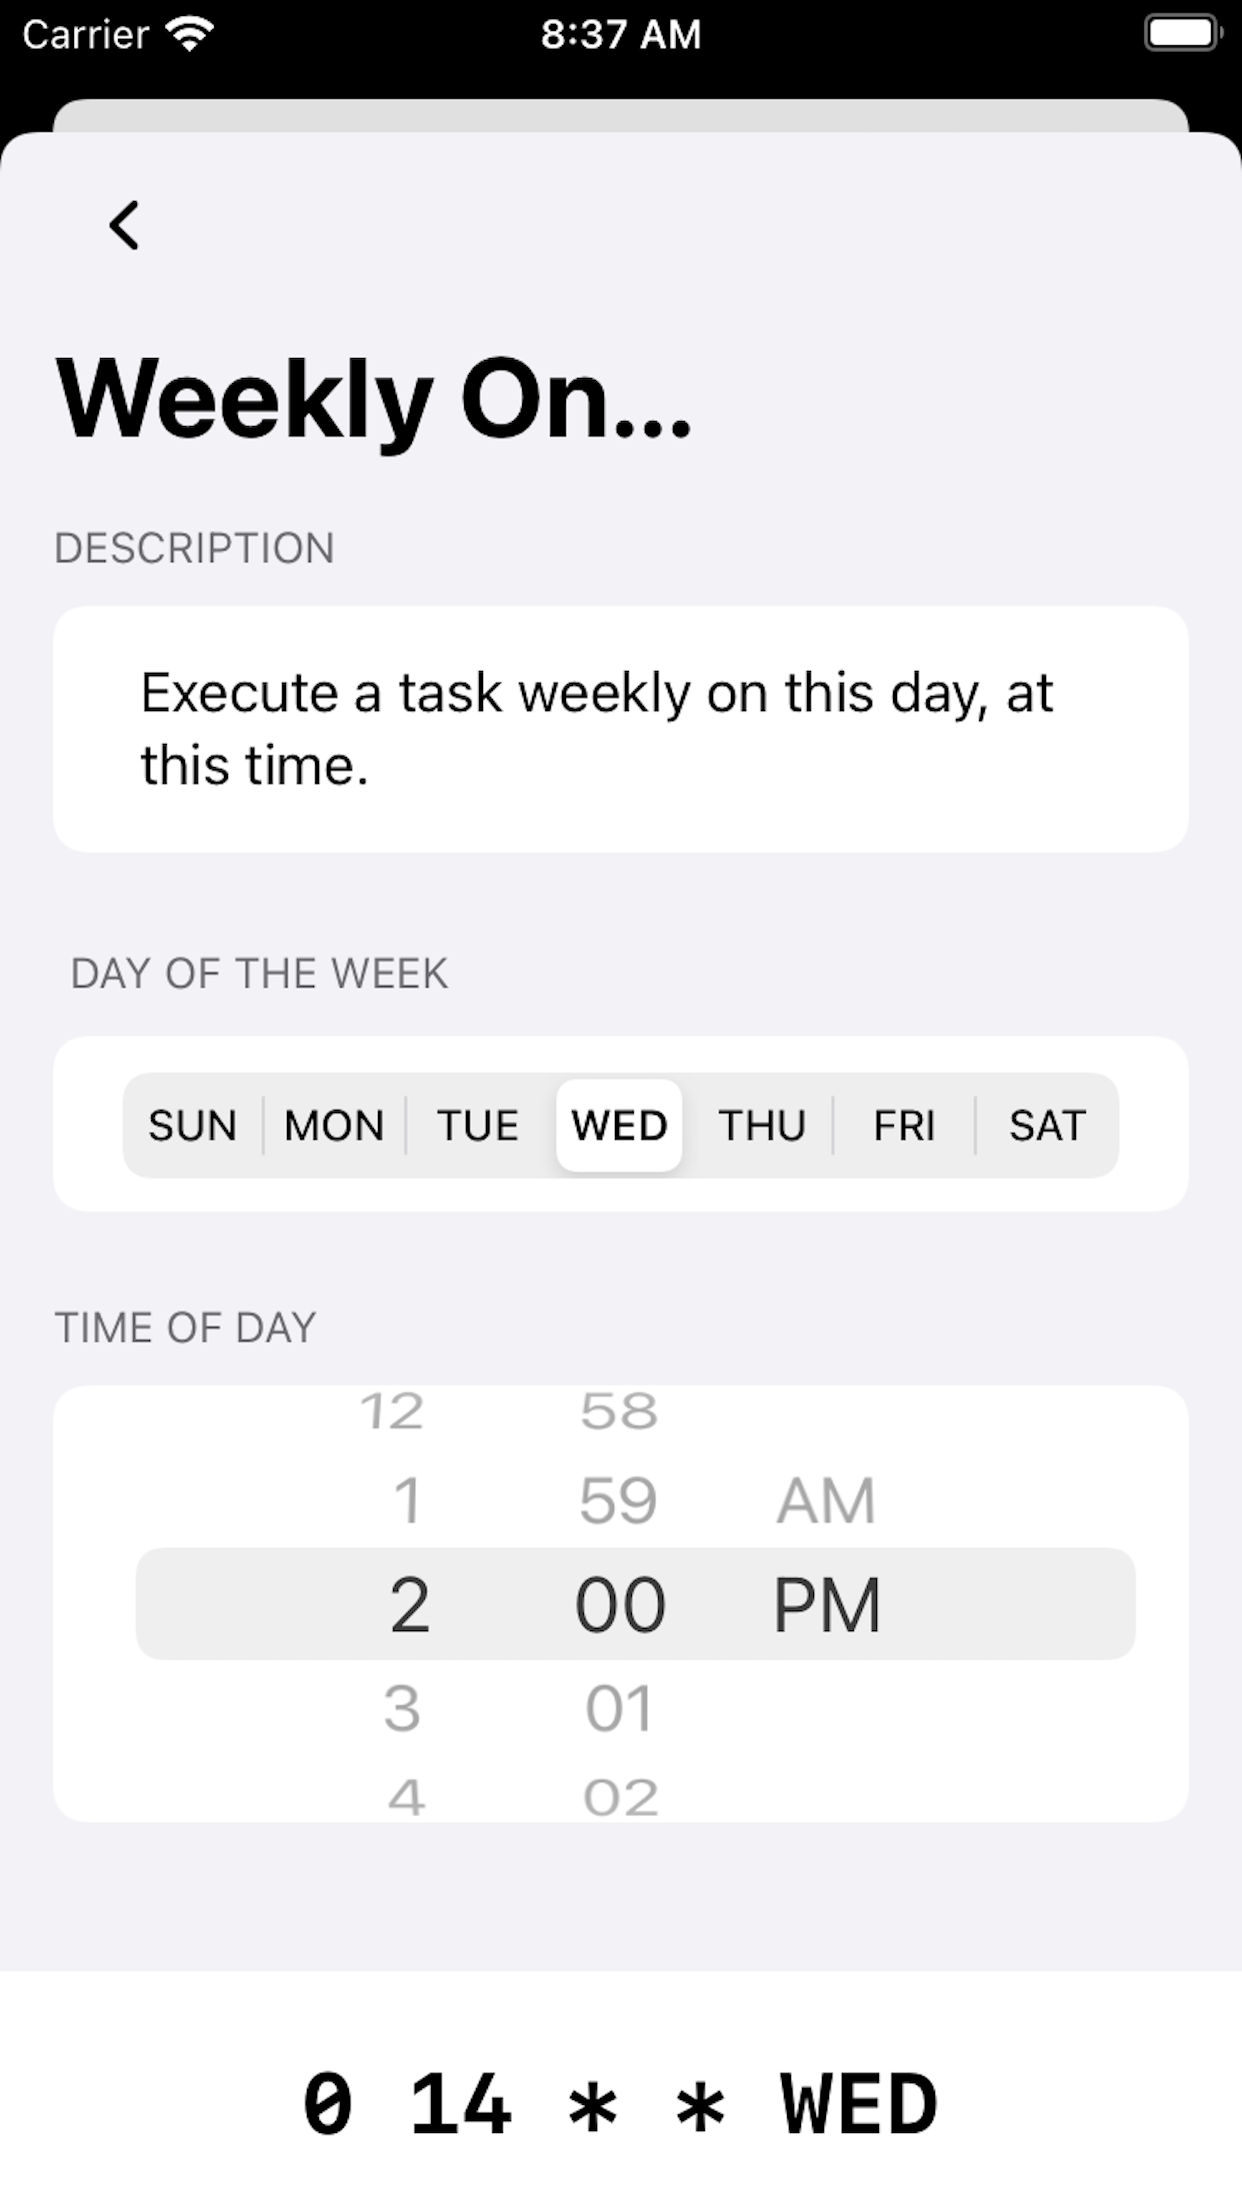 Carrier 8:37 AM
Weekly On...
DESCRIPTION
Execute a task weekly on this day, at
this time.
DAY OF THE WEEK
SUN MON TUE WED THU FRI SAT
TIME OF DAY
12 58
1 59 AM
2 00 PM
3 01
4 02
0 14 * * WED